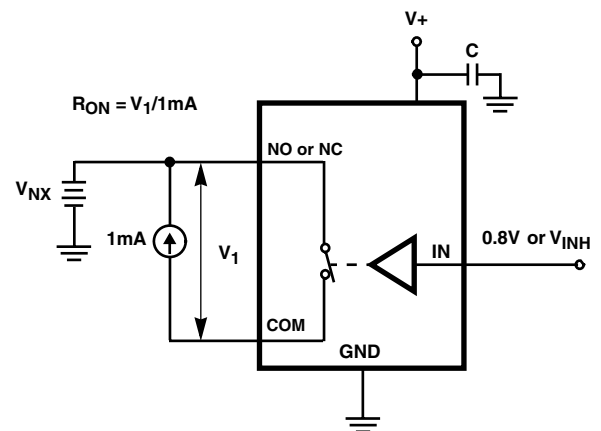 V+
C
RON = V1/1mA
NO or NC
VNX
1mA
V1
IN
0.8V or VINH
COM
GND